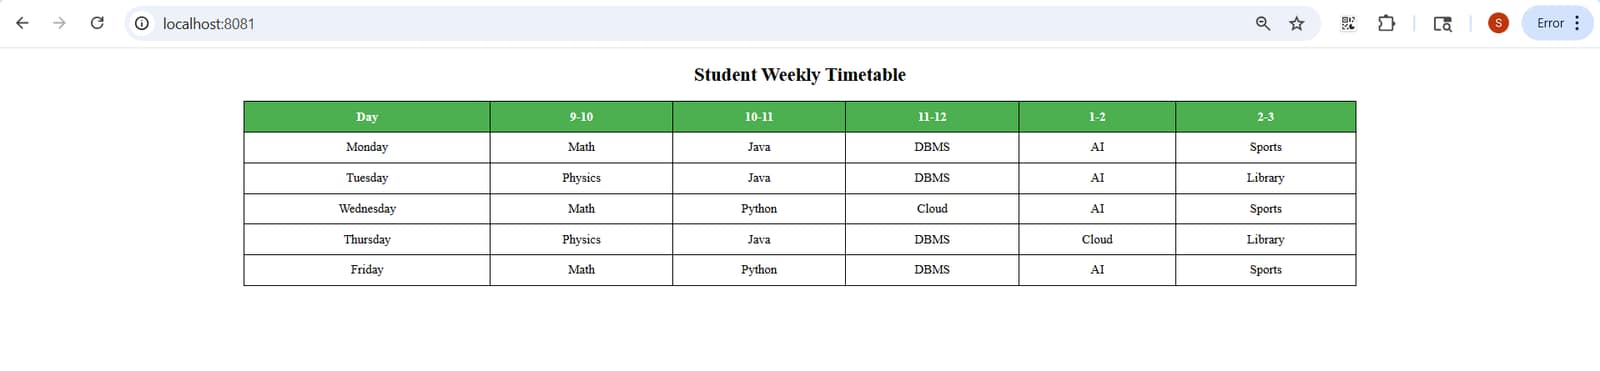 localhost:8081 S Error
Student Weekly Timetable
Day 9-10 10-11 11-12 1-2 2-3
Monday Math Java DBMS AI Sports
Tuesday Physics Java DBMS AI Library
Wednesday Math Python Cloud AI Sports
Thursday Physics Java DBMS Cloud Library
Friday Math Python DBMS AI Sports